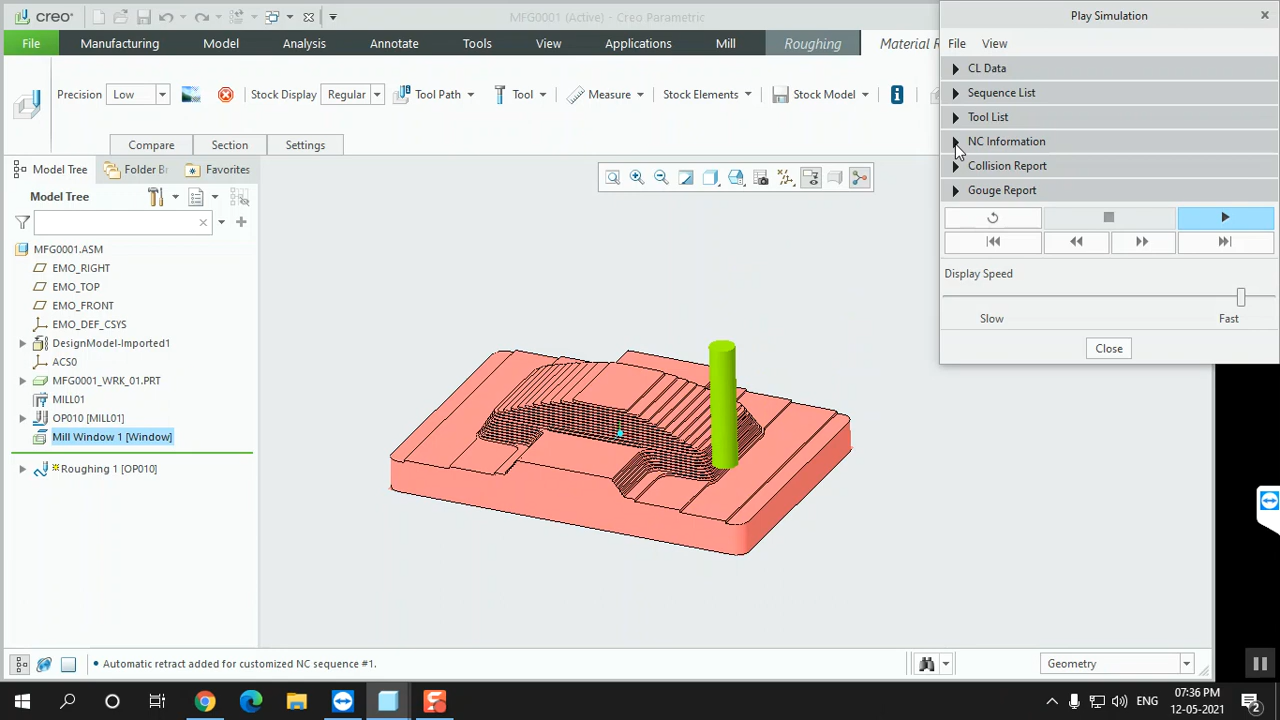 creo
MFG0001 (Active) - Creo Parametric
File
Manufacturing
Model
Analysis
Annotate
Tools
View
Applications
Mill
Roughing
Material R
Precision
Low
Stock Display
Regular
Tool Path
Tool
Measure
Stock Elements
Stock Model
Compare
Section
Settings
Model Tree
Folder B
Favorites
Model Tree
MFG0001.ASM
EMO_RIGHT
EMO_TOP
EMO_FRONT
EMO_DEF_CSYS
DesignModel-Imported1
ACS0
MFG0001_WRK_01.PRT
MILL01
OP010 [MILL01]
Mill Window 1 [Window]
Roughing 1 [OP010]
Play Simulation
File
View
CL Data
Sequence List
Tool List
NC Information
Collision Report
Gouge Report
Display Speed
Slow
Fast
Close
• Automatic retract added for customized NC sequence #1.
Geometry
ENG
07:36 PM
12-05-2021
2